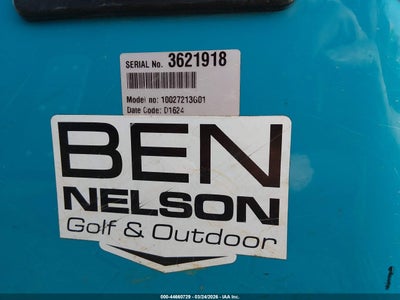 SERIAL No. 3621918
Model no: 10027213G01
Date Code: D1624
BEN
NELSON
Golf & Outdoor
000-44660729 - 03/24/2026 - IAA Inc.